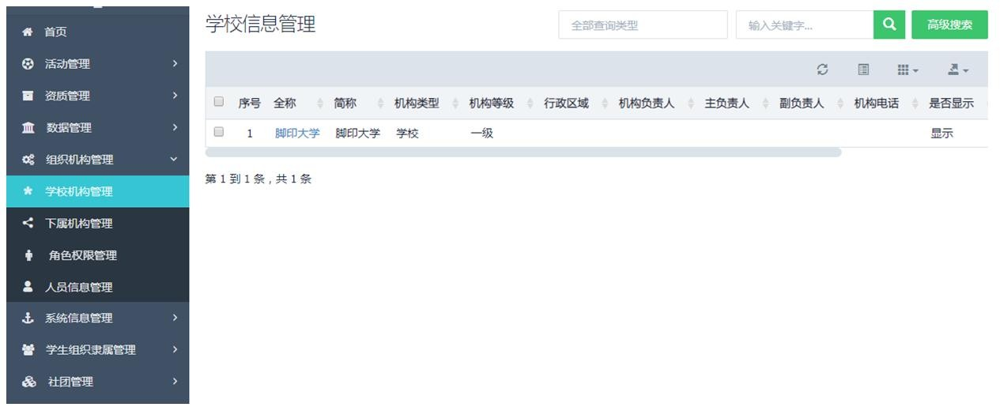 首页
活动管理
资质管理
数据管理
组织机构管理
学校机构管理
下属机构管理
角色权限管理
人员信息管理
系统信息管理
学生组织隶属管理
社团管理
学校信息管理
全部查询类型 输入关键字... 高级搜索
序号 全称 简称 机构类型 机构等级 行政区域 机构负责人 主负责人 副负责人 机构电话 是否显示
1 脚印大学 脚印大学 学校 一级 显示
第 1 到 1 条，共 1 条